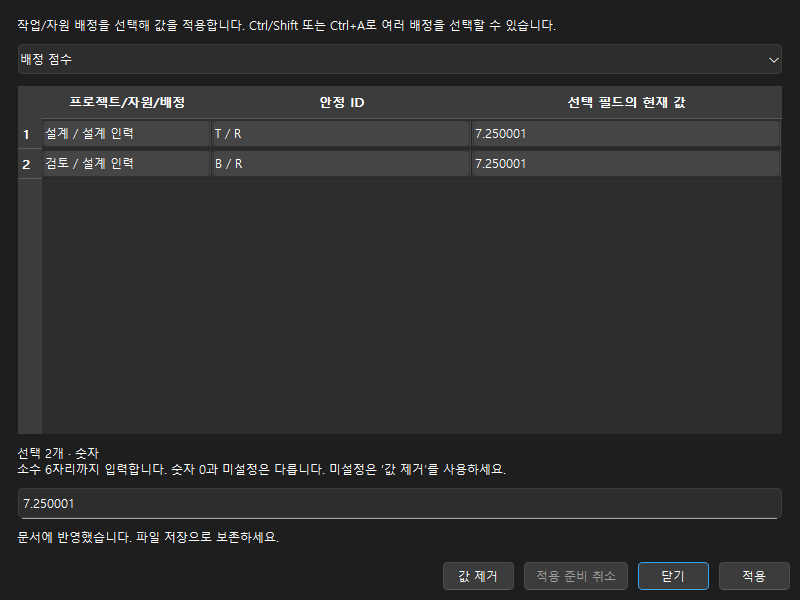 작업/자원 배정을 선택해 값을 적용합니다. Ctrl/Shift 또는 Ctrl+A로 여러 배정을 선택할 수 있습니다.
배정 점수
프로젝트/자원/배정 안정 ID 선택 필드의 현재 값
1 설계 / 설계 인력 T / R 7.250001
2 검토 / 설계 인력 B / R 7.250001
선택 2개 · 숫자
소수 6자리까지 입력합니다. 숫자 0과 미설정은 다릅니다. 미설정은 '값 제거'를 사용하세요.
7.250001
문서에 반영했습니다. 파일 저장으로 보존하세요.
값 제거 적용 준비 취소 닫기 적용